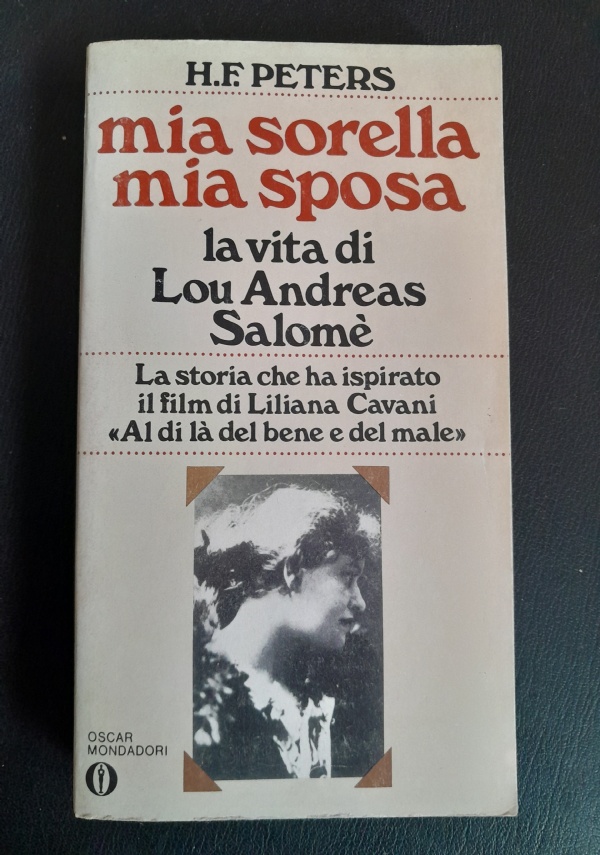 H.F. PETERS
mia sorella
mia sposa
la vita di
Lou Andreas
Salomè
La storia che ha ispirato
il film di Liliana Cavani
«Al di là del bene e del male»
OSCAR
MONDADORI